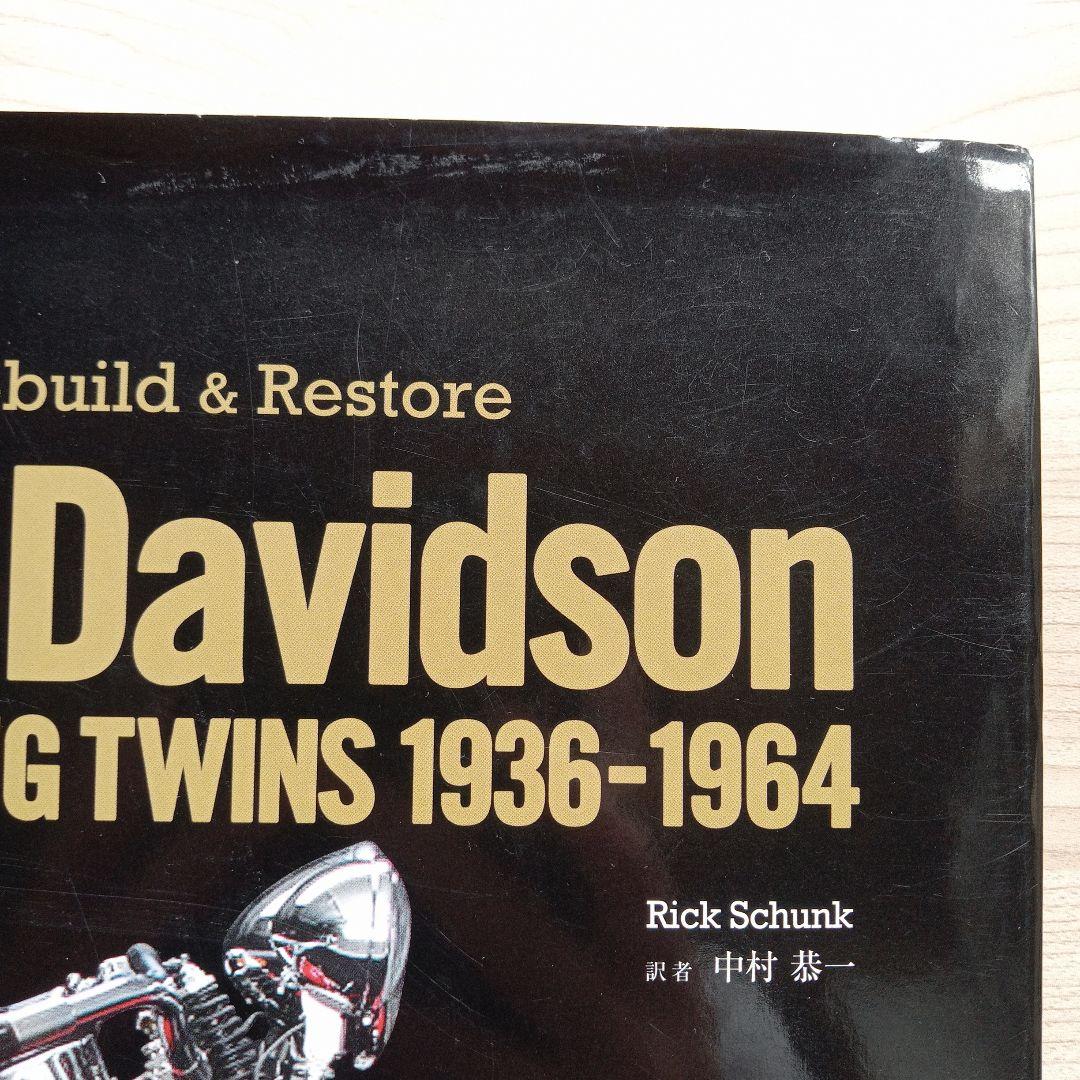 build & Restore
Davidson
G TWINS 1936-1964
Rick Schunk
訳者 中村 恭一